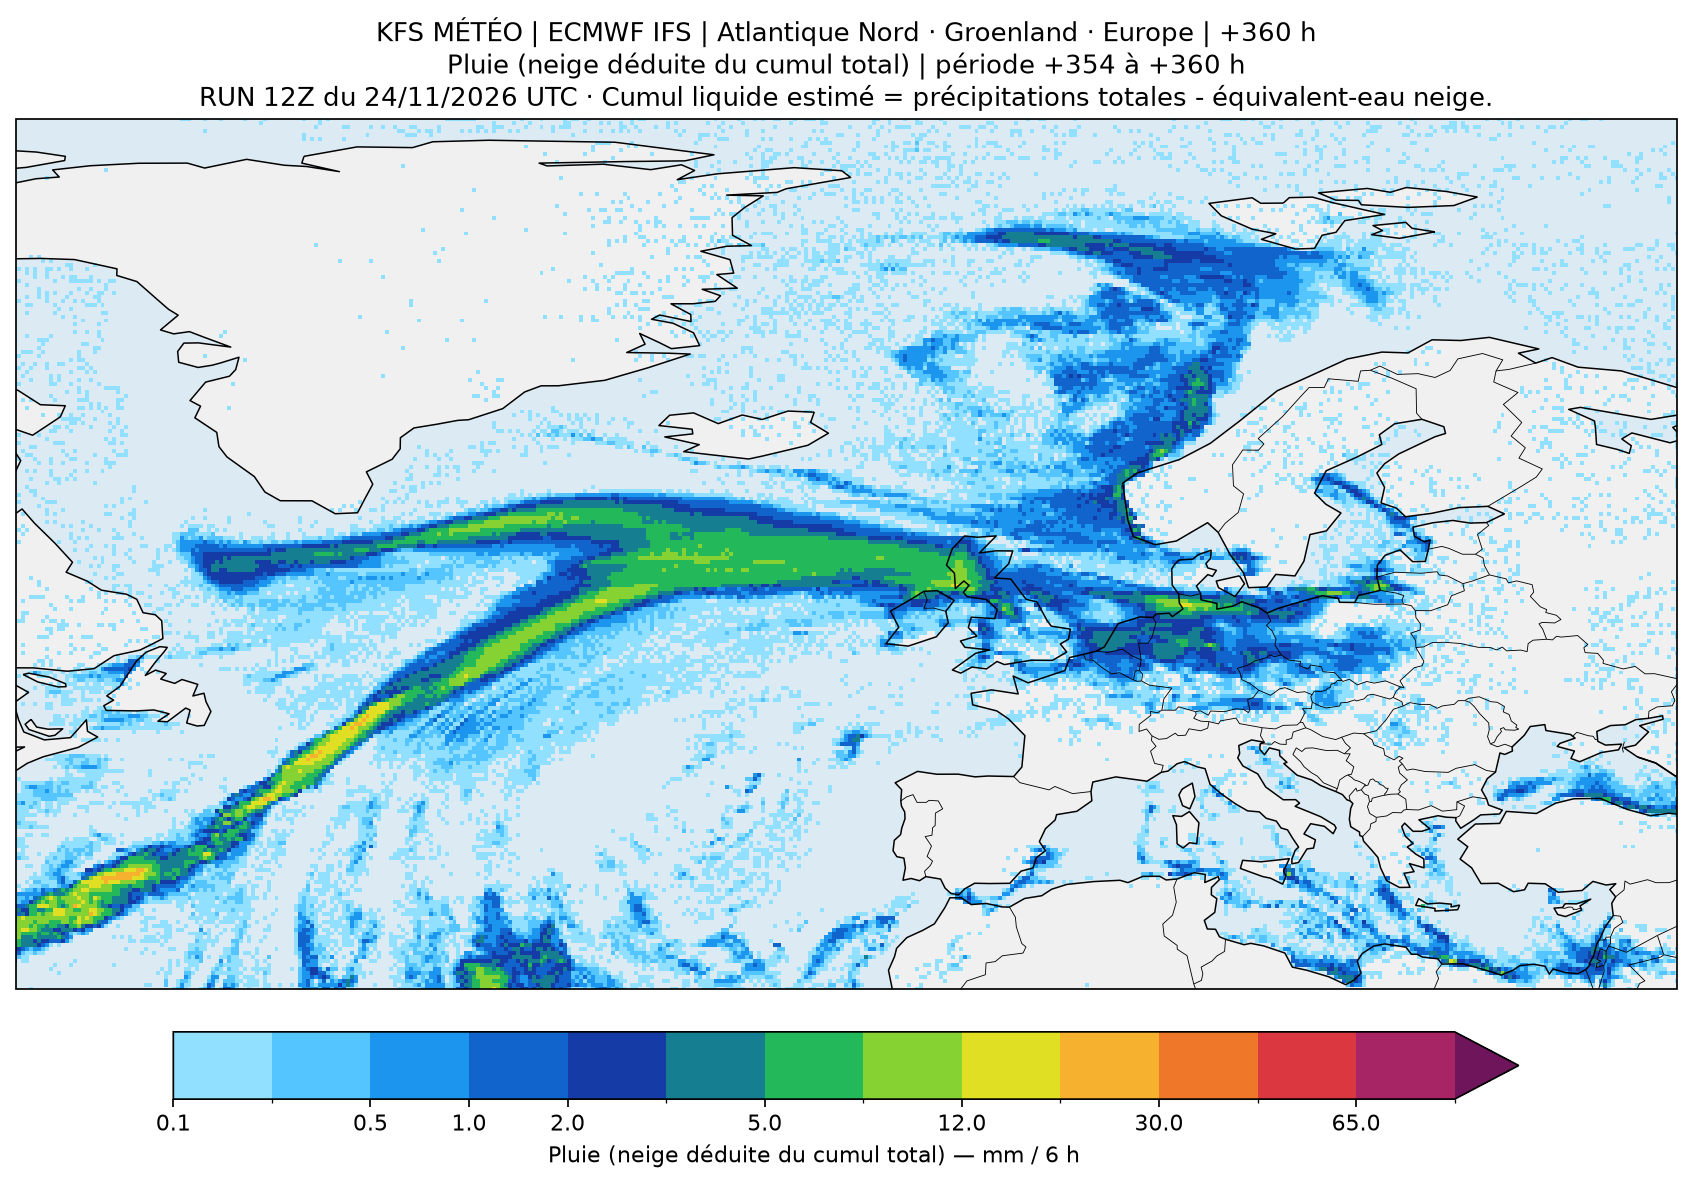 KFS MÉTÉO | ECMWF IFS | Atlantique Nord · Groenland · Europe | +360 h
Pluie (neige déduite du cumul total) | période +354 à +360 h
RUN 12Z du 24/11/2026 UTC · Cumul liquide estimé = précipitations totales - équivalent-eau neige.
0.1 0.5 1.0 2.0 5.0 12.0 30.0 65.0
Pluie (neige déduite du cumul total) — mm / 6 h